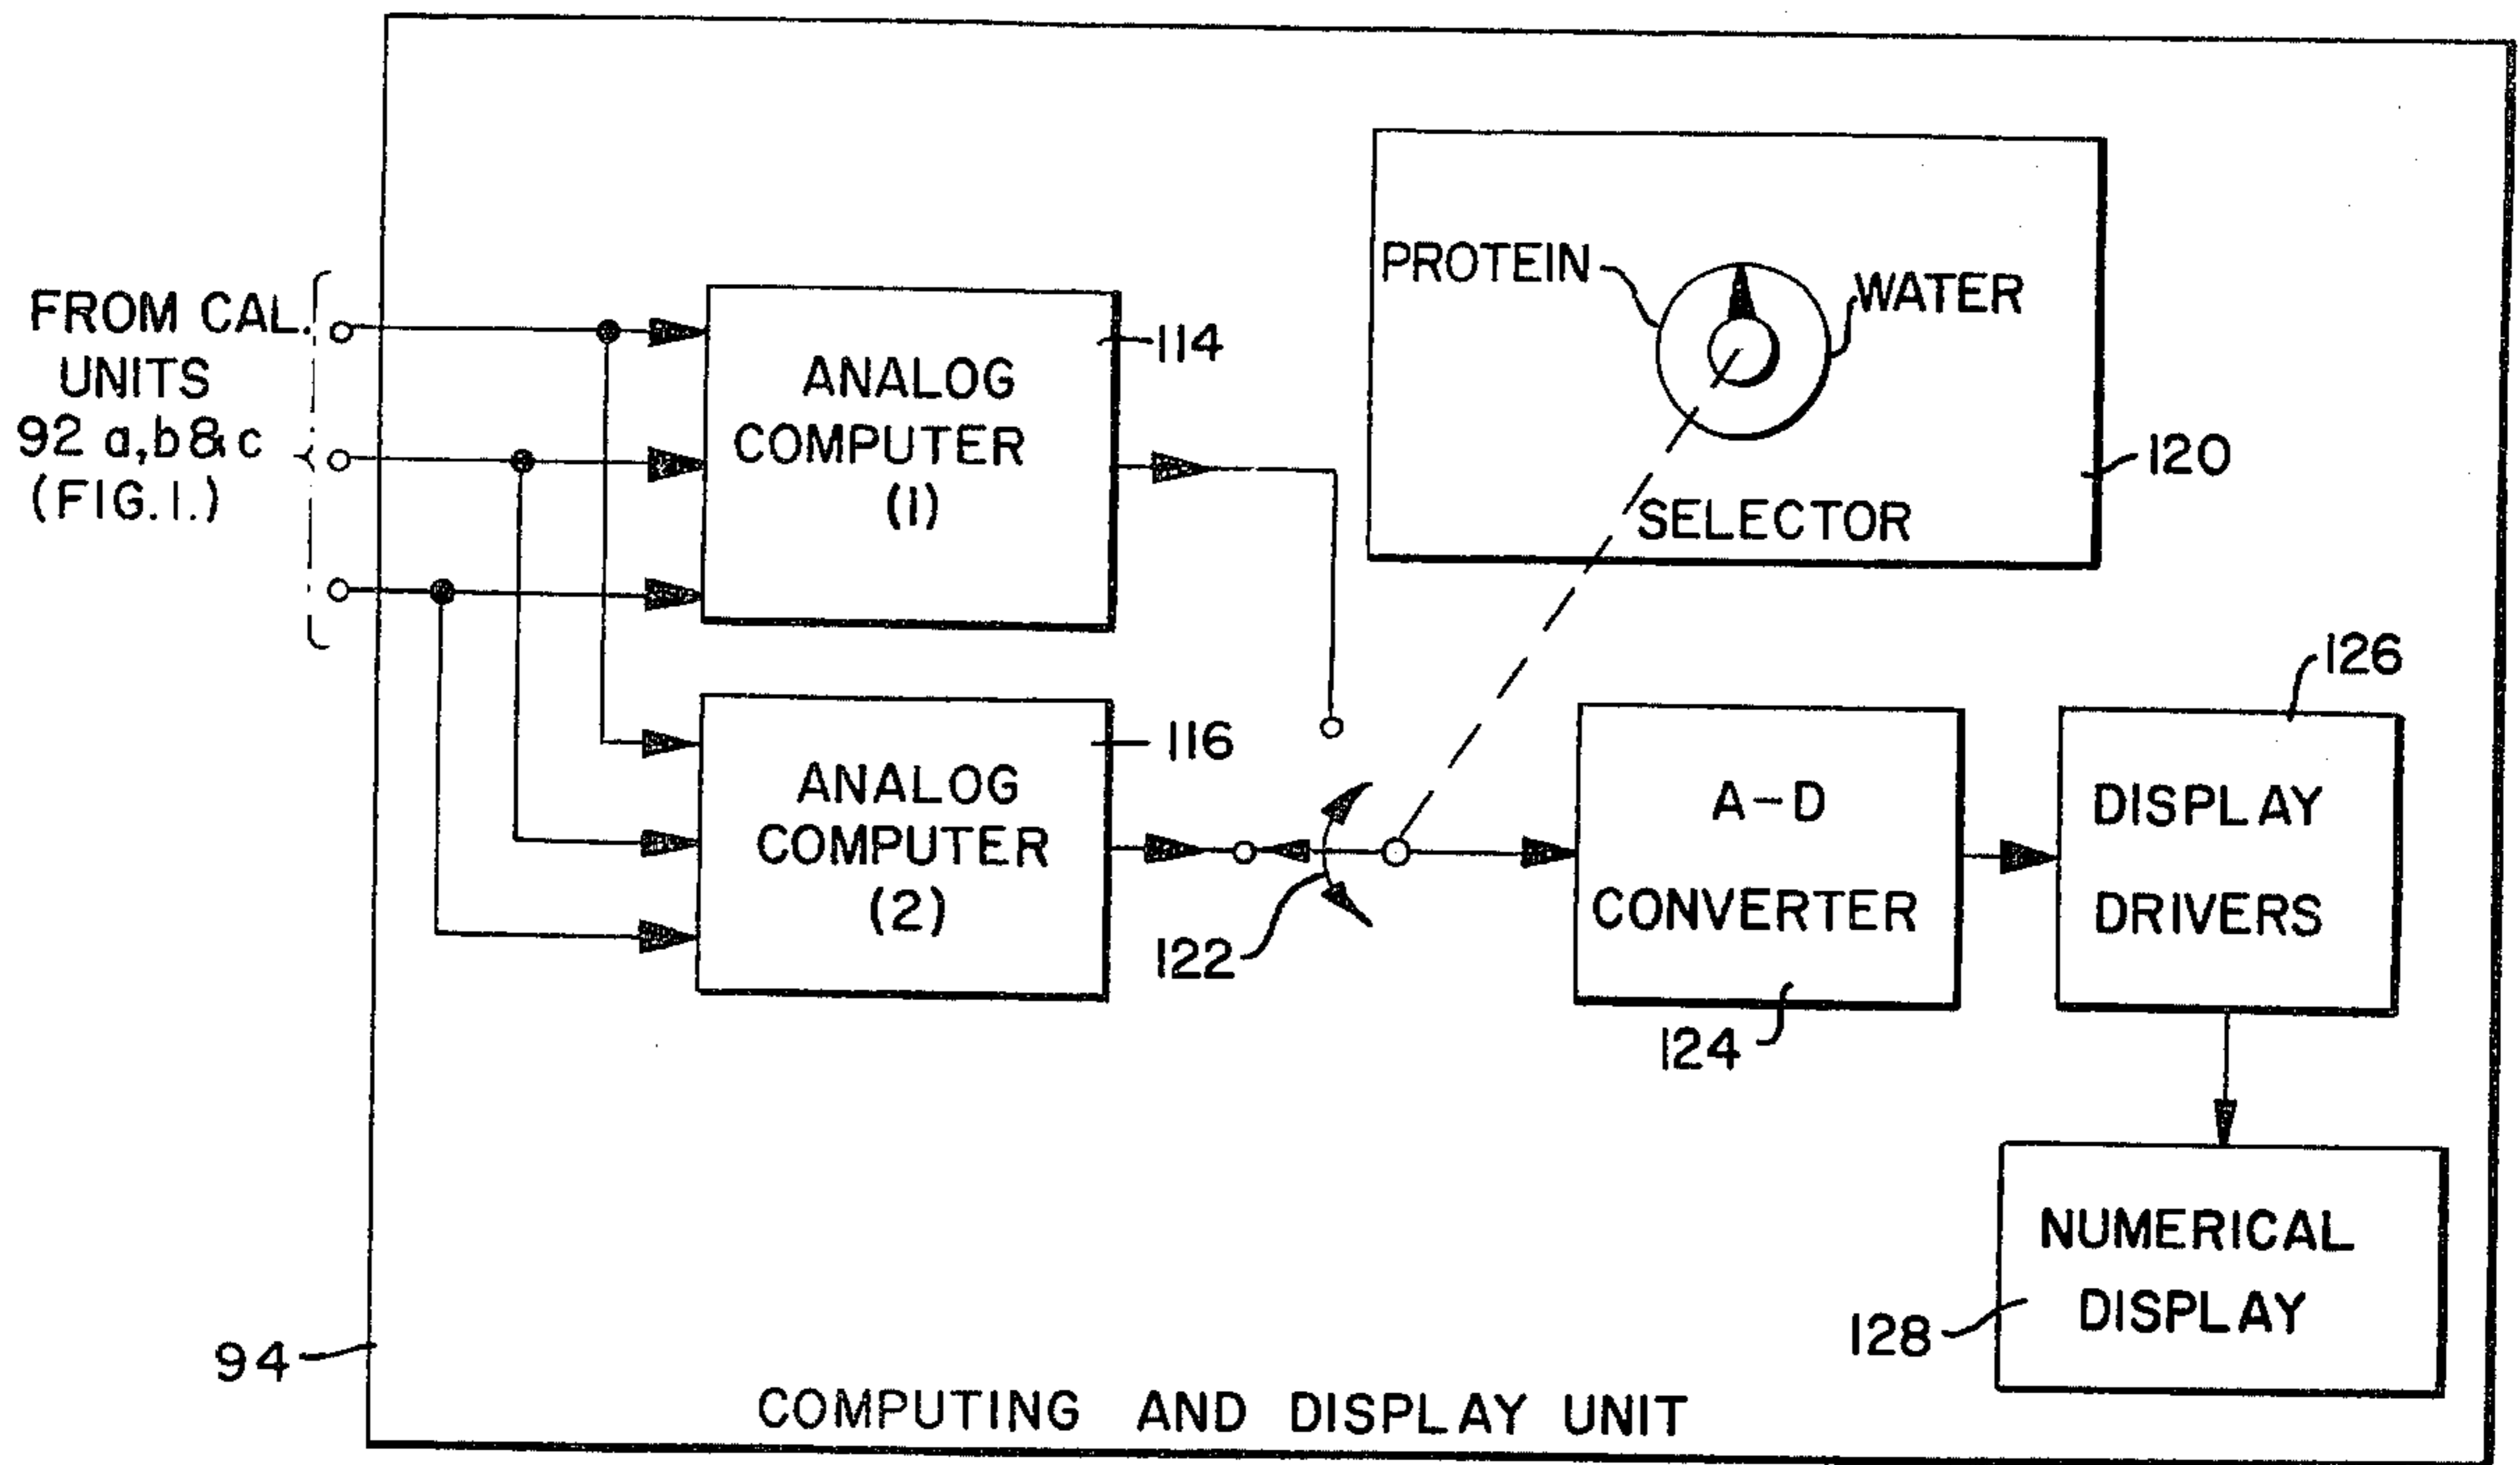 FROM CAL.
UNITS
92 a,b&c
(FIG.1.)
ANALOG
COMPUTER
(1)
114
PROTEIN
WATER
SELECTOR
120
ANALOG
COMPUTER
(2)
116
122
A-D
CONVERTER
124
126
DISPLAY
DRIVERS
NUMERICAL
DISPLAY
128
94
COMPUTING AND DISPLAY UNIT